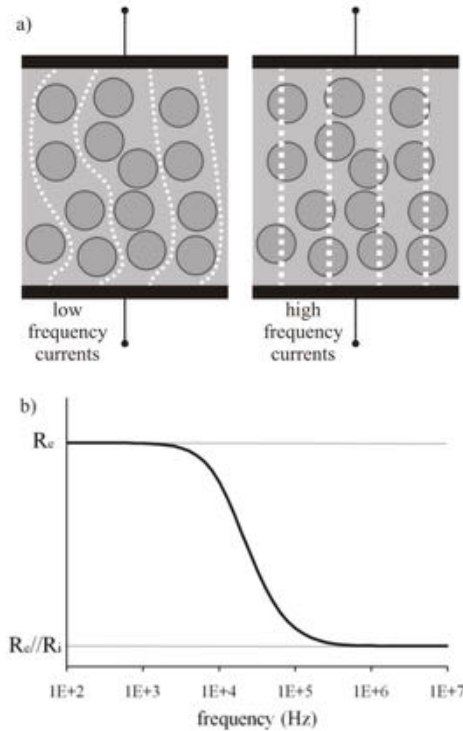 a)
low
frequency
currents
high
frequency
currents
b)
Re
Re//Ri
1E+2 1E+3 1E+4 1E+5 1E+6 1E+7
frequency (Hz)